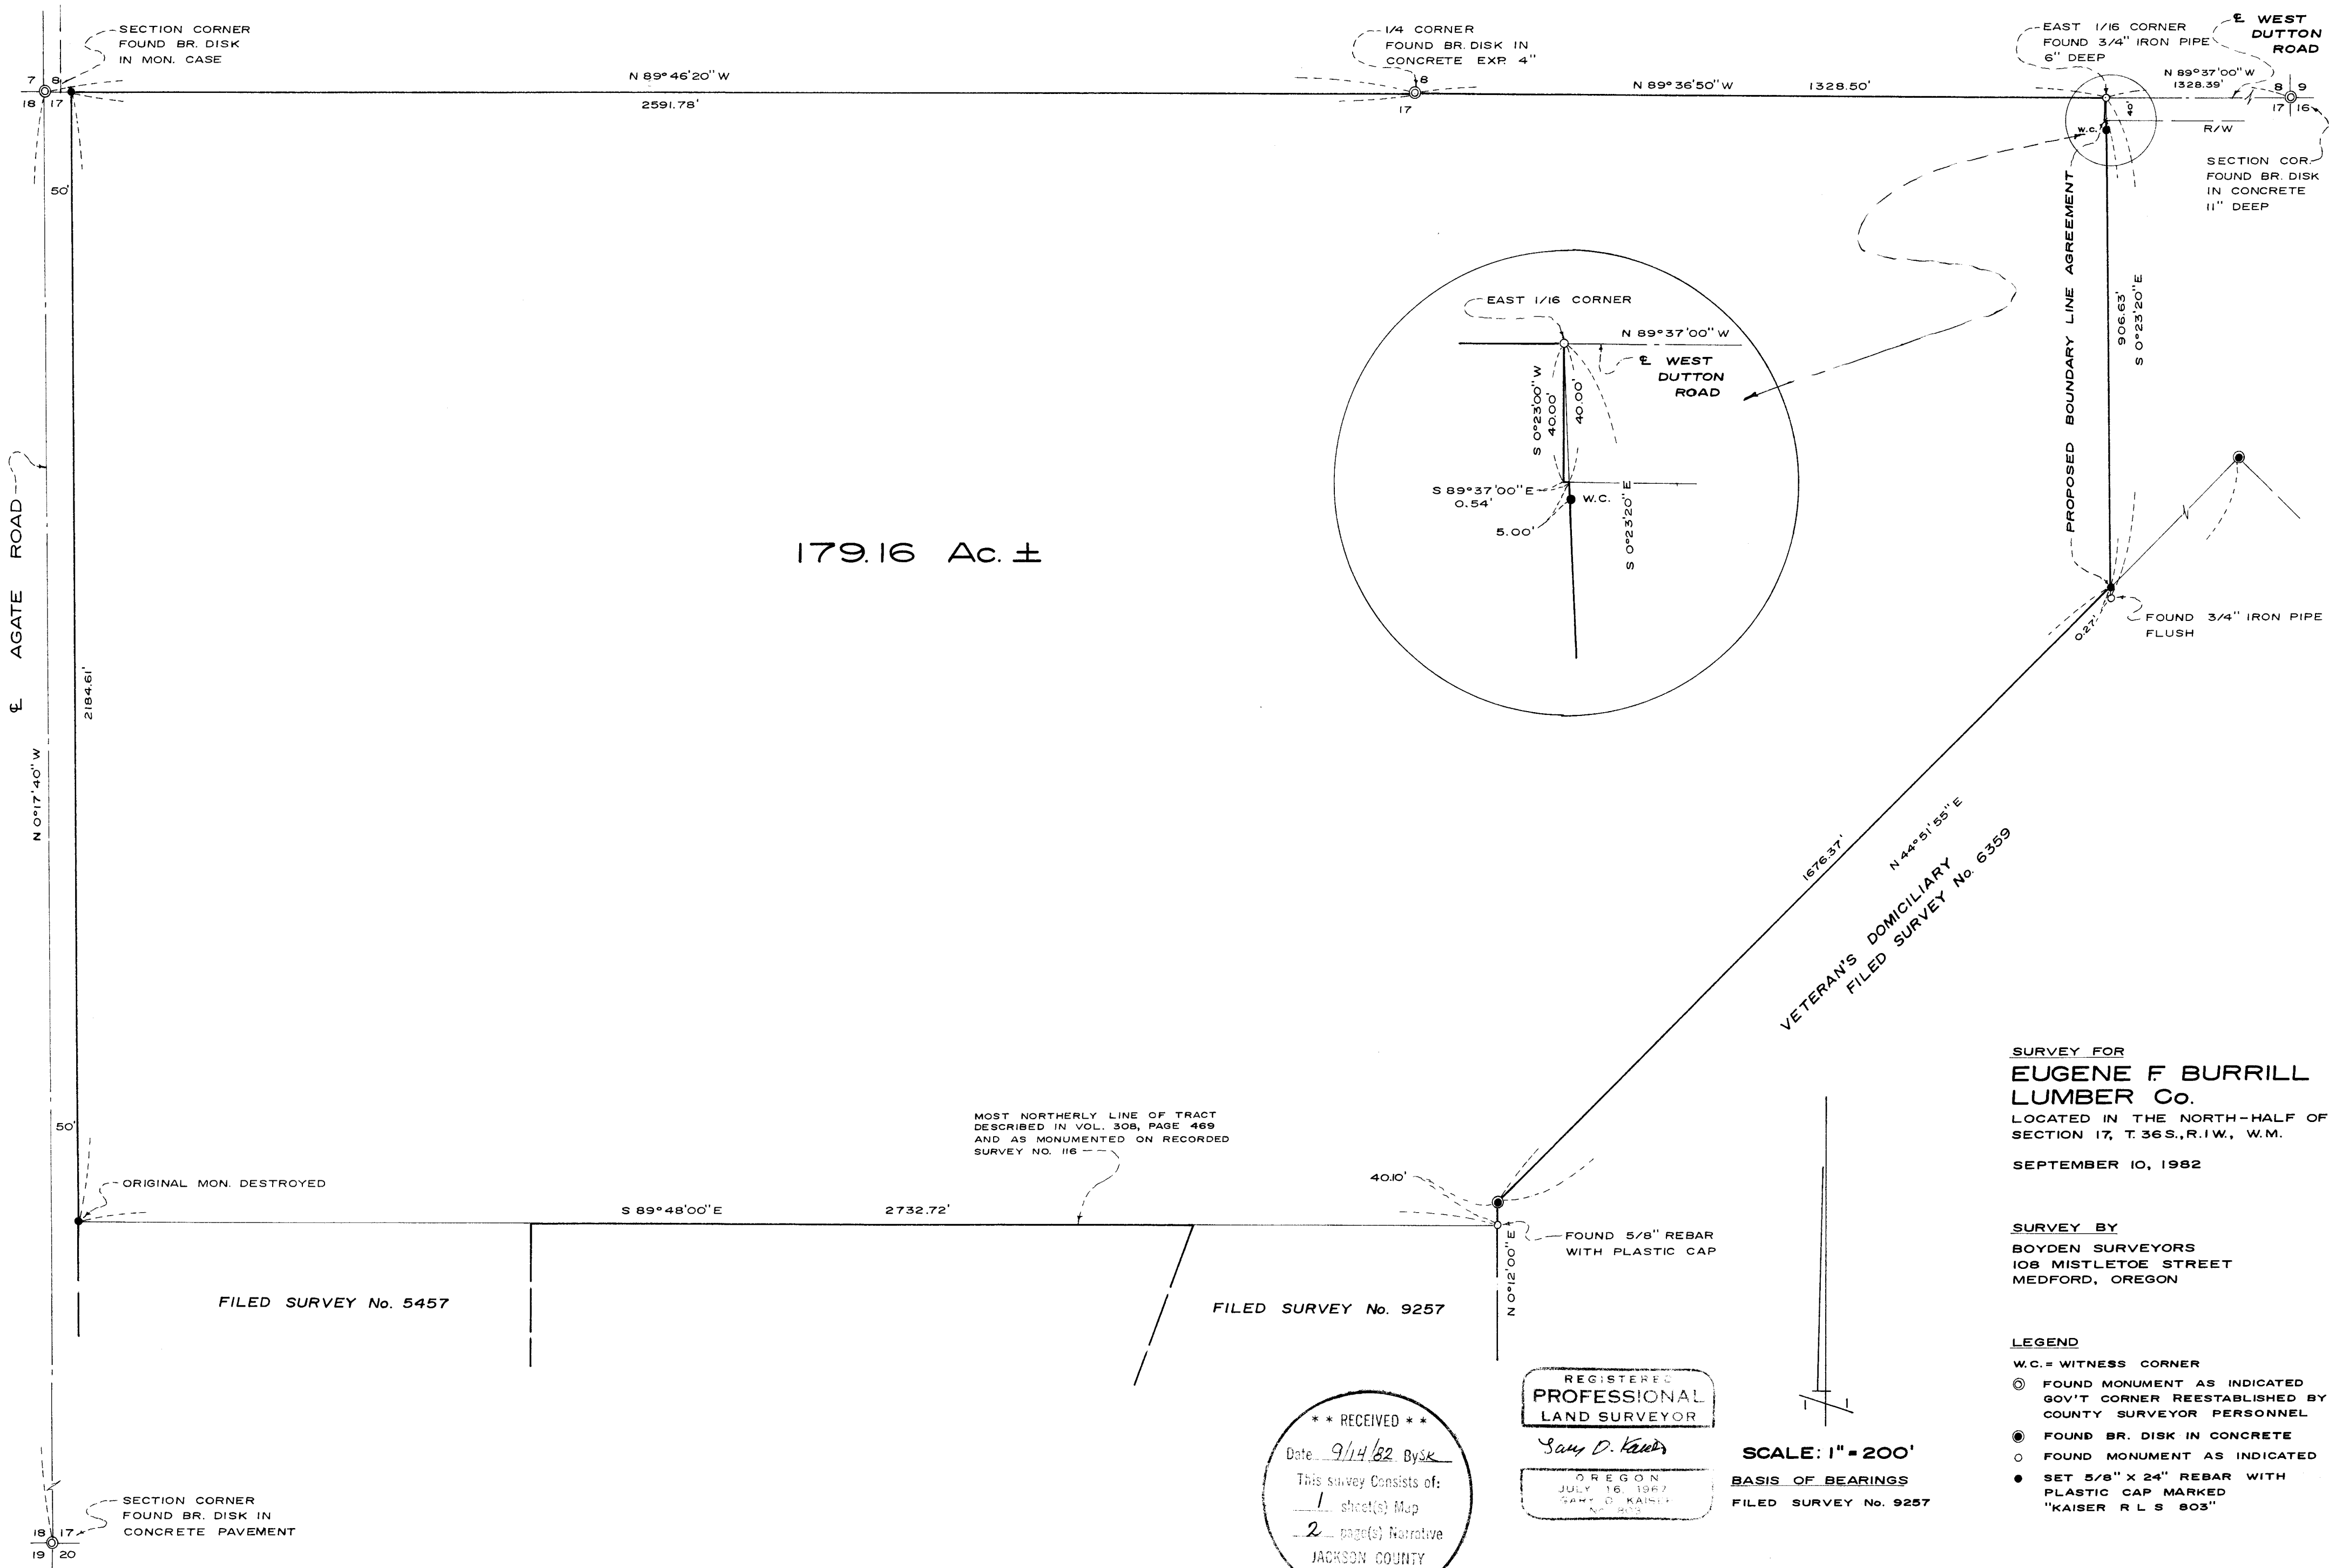 SECTION CORNER
FOUND BR. DISK
IN MON. CASE
7 8
18 17
N 89°46'20" W
2591.78'
1/4 CORNER
FOUND BR. DISK IN
CONCRETE EXP. 4"
8
17
N 89°36'50" W 1328.50'
EAST 1/16 CORNER
FOUND 3/4" IRON PIPE
6" DEEP
℄ WEST
DUTTON
ROAD
N 89°37'00" W
1328.39'
8 9
17 16
40'
W.C.
R/W
SECTION COR.
FOUND BR. DISK
IN CONCRETE
11" DEEP
50'
PROPOSED BOUNDARY LINE AGREEMENT
906.63'
S 0°23'20" E
EAST 1/16 CORNER
N 89°37'00" W
℄ WEST
DUTTON
ROAD
S 0°23'00" W
40.00'
40.00'
S 89°37'00" E
0.54'
W.C.
5.00'
S 0°23'20" E
℄ AGATE ROAD
179.16 Ac. ±
FOUND 3/4" IRON PIPE
FLUSH
0.27'
2184.61'
N 0°17'40" W
1676.37'
N 44°51'55" E
VETERAN'S DOMICILIARY
FILED SURVEY No. 6359
50'
ORIGINAL MON. DESTROYED
MOST NORTHERLY LINE OF TRACT
DESCRIBED IN VOL. 308, PAGE 469
AND AS MONUMENTED ON RECORDED
SURVEY NO. 116
S 89°48'00" E 2732.72'
40.10'
FOUND 5/8" REBAR
WITH PLASTIC CAP
N 0°12'00" E
FILED SURVEY No. 5457
FILED SURVEY No. 9257
SECTION CORNER
FOUND BR. DISK IN
CONCRETE PAVEMENT
18 17
19 20
* * RECEIVED * *
Date 9/14/82 By SK
This survey Consists of:
1 sheet(s) Map
2 page(s) Narrative
JACKSON COUNTY
REGISTERED
PROFESSIONAL
LAND SURVEYOR
Gary D. Kaiser
OREGON
JULY 16, 1967
GARY D. KAISER
No. 803
SCALE: 1" = 200'
BASIS OF BEARINGS
FILED SURVEY No. 9257
SURVEY FOR
EUGENE F. BURRILL
LUMBER Co.
LOCATED IN THE NORTH-HALF OF
SECTION 17, T. 36 S., R. 1 W., W.M.
SEPTEMBER 10, 1982
SURVEY BY
BOYDEN SURVEYORS
108 MISTLETOE STREET
MEDFORD, OREGON
LEGEND
W.C. = WITNESS CORNER
FOUND MONUMENT AS INDICATED
GOV'T CORNER REESTABLISHED BY
COUNTY SURVEYOR PERSONNEL
FOUND BR. DISK IN CONCRETE
FOUND MONUMENT AS INDICATED
SET 5/8" X 24" REBAR WITH
PLASTIC CAP MARKED
"KAISER R L S 803"